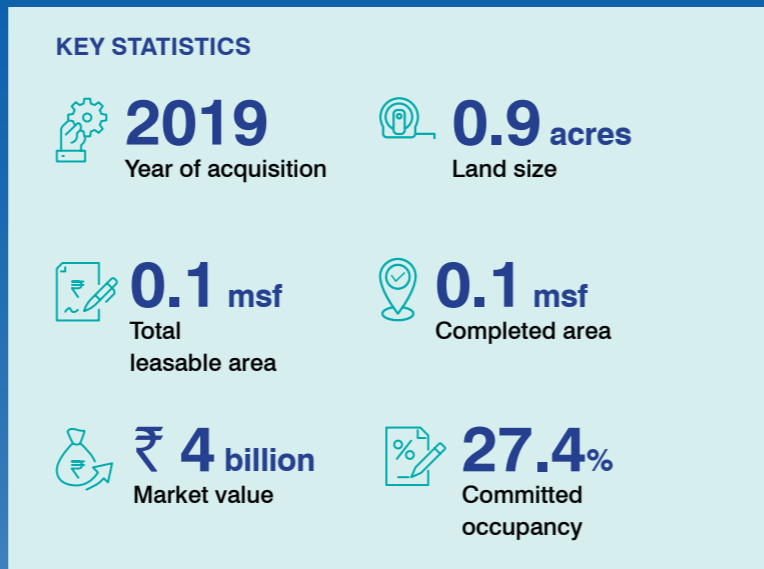 KEY STATISTICS
2019
Year of acquisition
0.9 acres
Land size
₹
0.1 msf
Total
leasable area
0.1 msf
Completed area
₹
₹ 4 billion
Market value
%
27.4%
Committed
occupancy